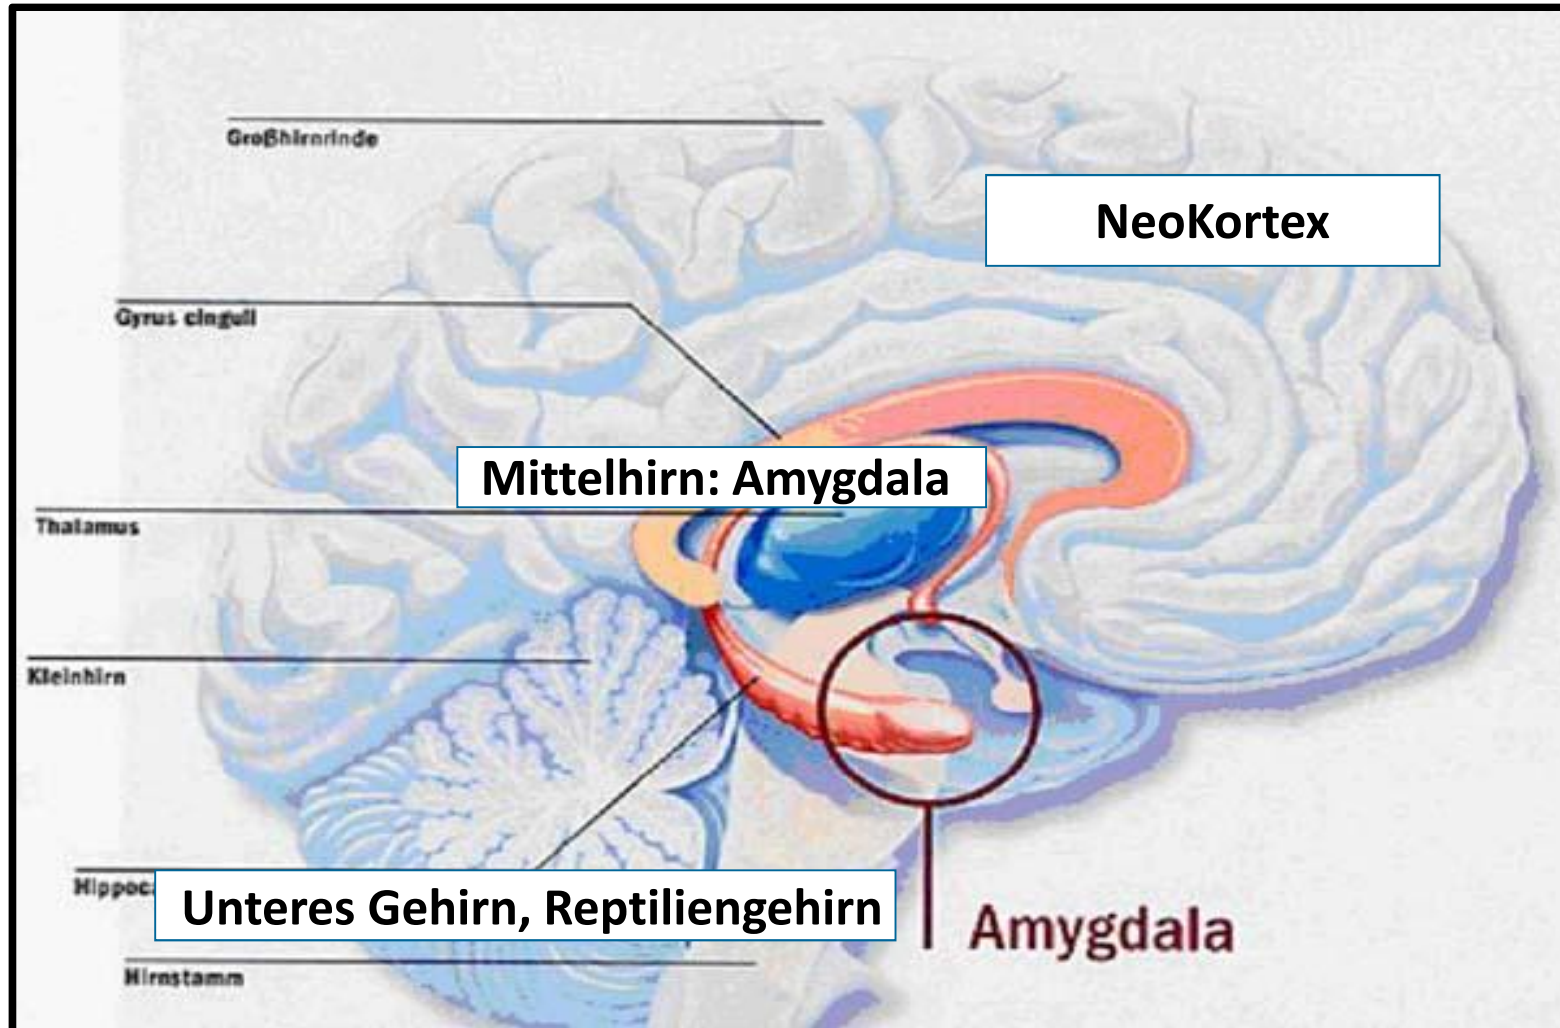 Großhirnrinde
NeoKortex
Gyrus cinguli
Mittelhirn: Amygdala
Thalamus
Kleinhirn
Unteres Gehirn, Reptiliengehirn
Amygdala
Hirnstamm